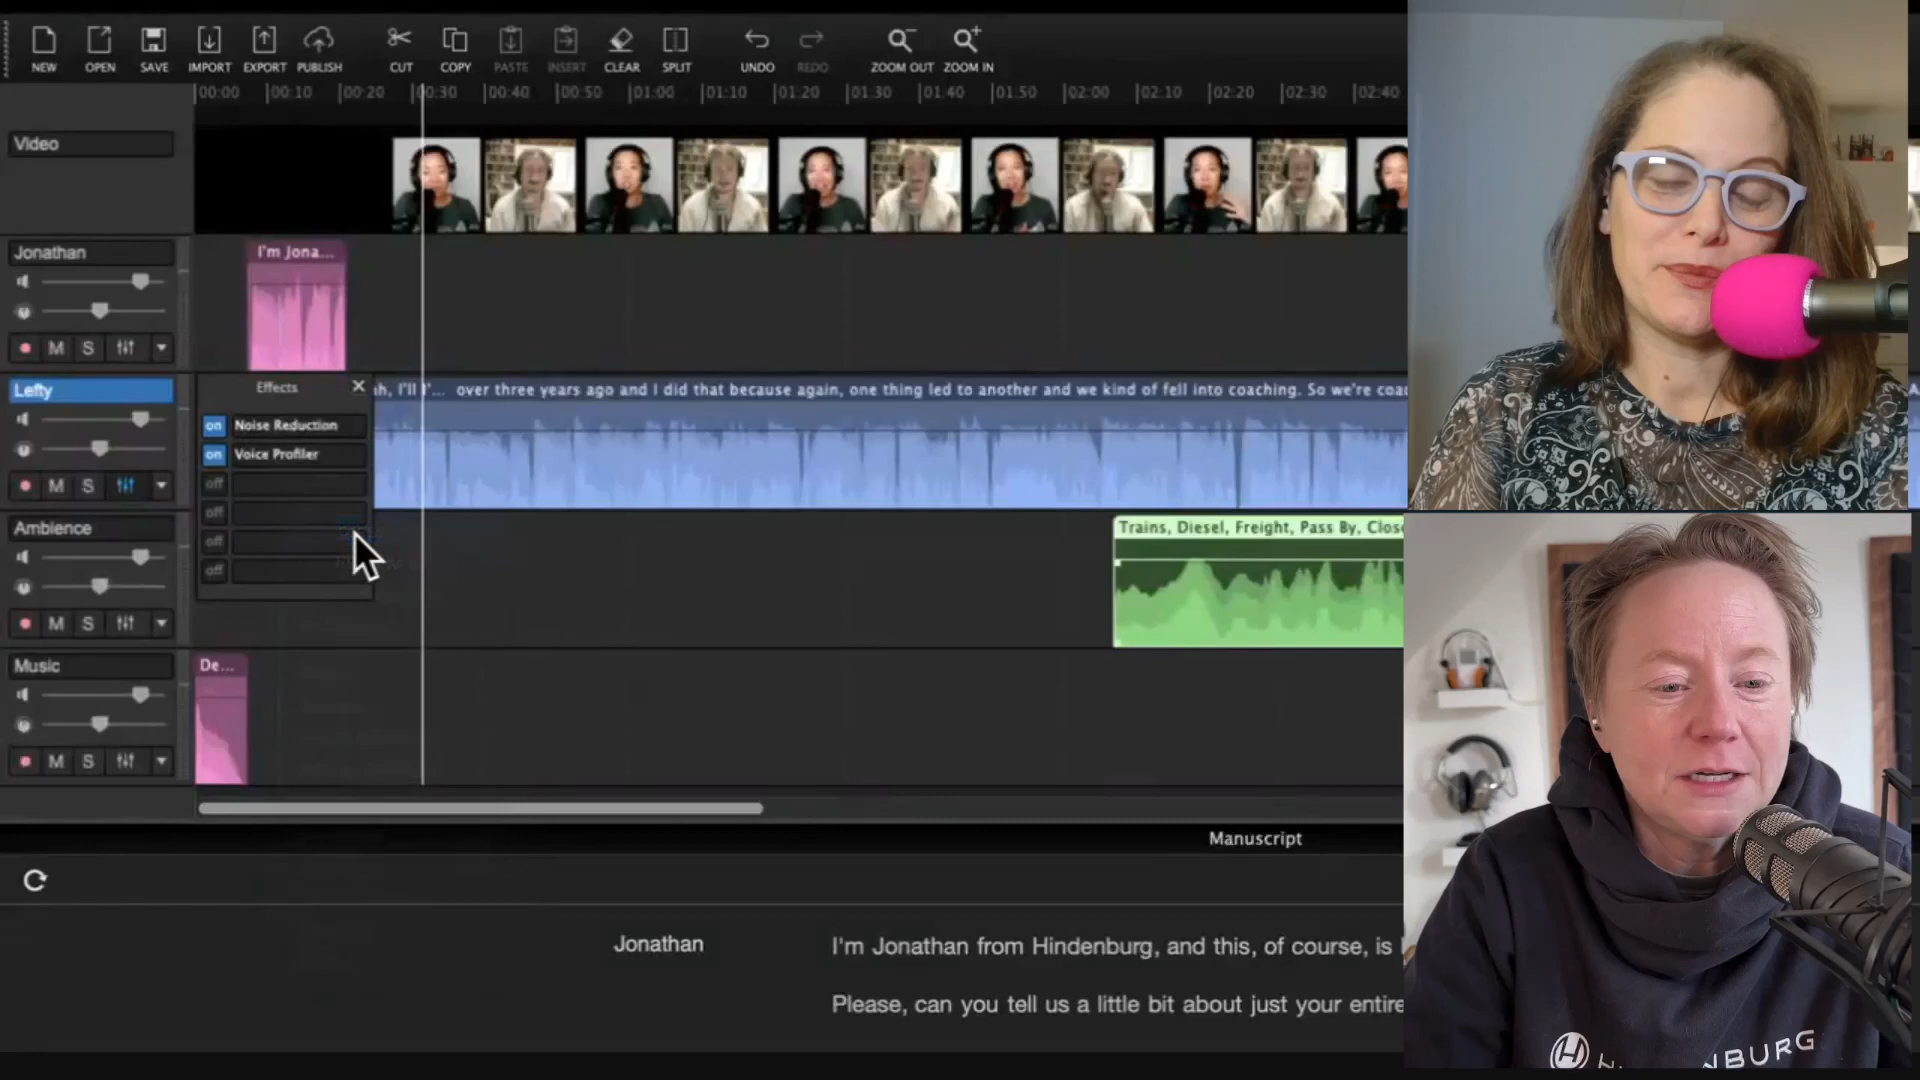 NEW OPEN SAVE IMPORT EXPORT PUBLISH CUT COPY PASTE INSERT CLEAR SPLIT UNDO REDO ZOOM OUT ZOOM IN
00:00 00:10 00:20 00:30 00:40 00:50 01:00 01:10 01:20 01:30 01:40 01:50 02:00 02:10 02:20 02:30 02:40
Video
Jonathan
I'm Jona...
M S
Lefty
Effects
I'll I'... over three years ago and I did that because again, one thing led to another and we kind of fell into coaching. So we're coa
on Noise Reduction
on Voice Profiler
off
off
off
off
M S
Ambience
Trains, Diesel, Freight, Pass By, Close
M S
Music
De...
M S
Manuscript
Jonathan
I'm Jonathan from Hindenburg, and this, of course, is
Please, can you tell us a little bit about just your entire
H BURG